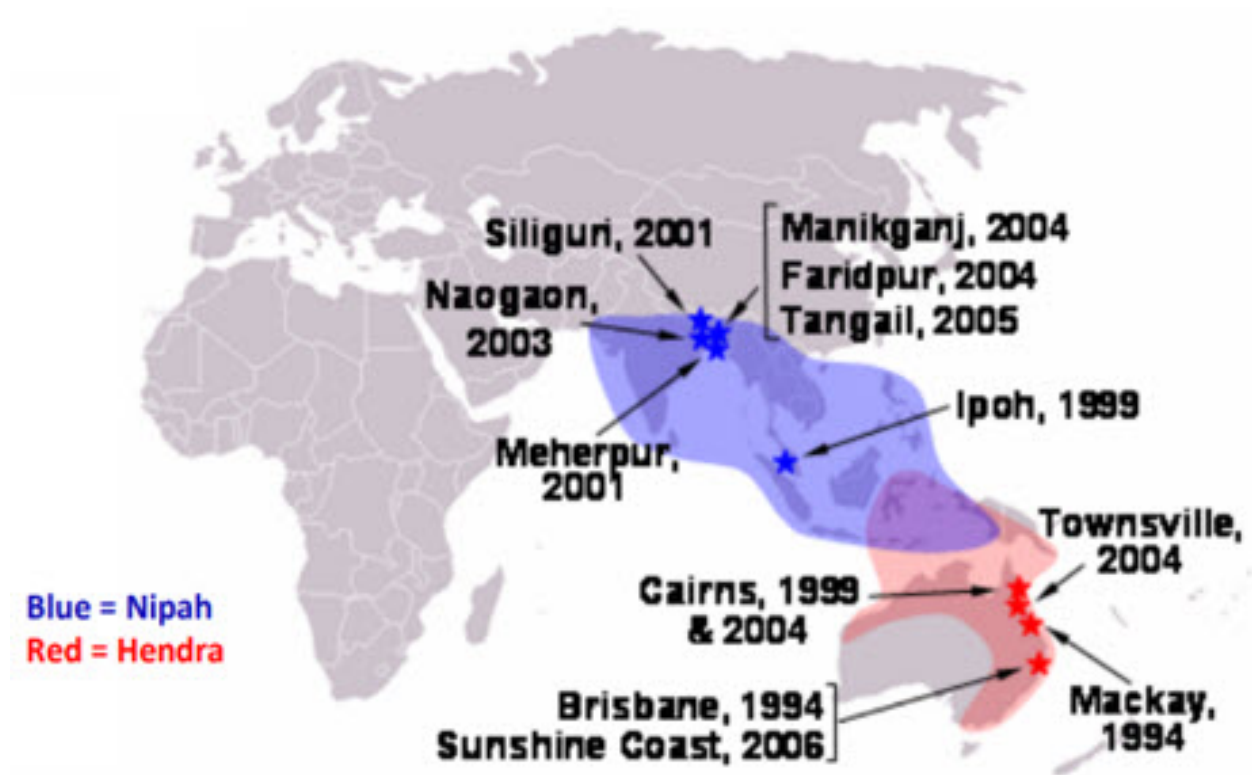 Siliguri, 2001
Manikganj, 2004
Faridpur, 2004
Tangail, 2005
Naogaon,
2003
Ipoh, 1999
Meherpur,
2001
Townsville,
2004
Cairns, 1999
& 2004
Blue = Nipah
Red = Hendra
Brisbane, 1994
Sunshine Coast, 2006
Mackay,
1994